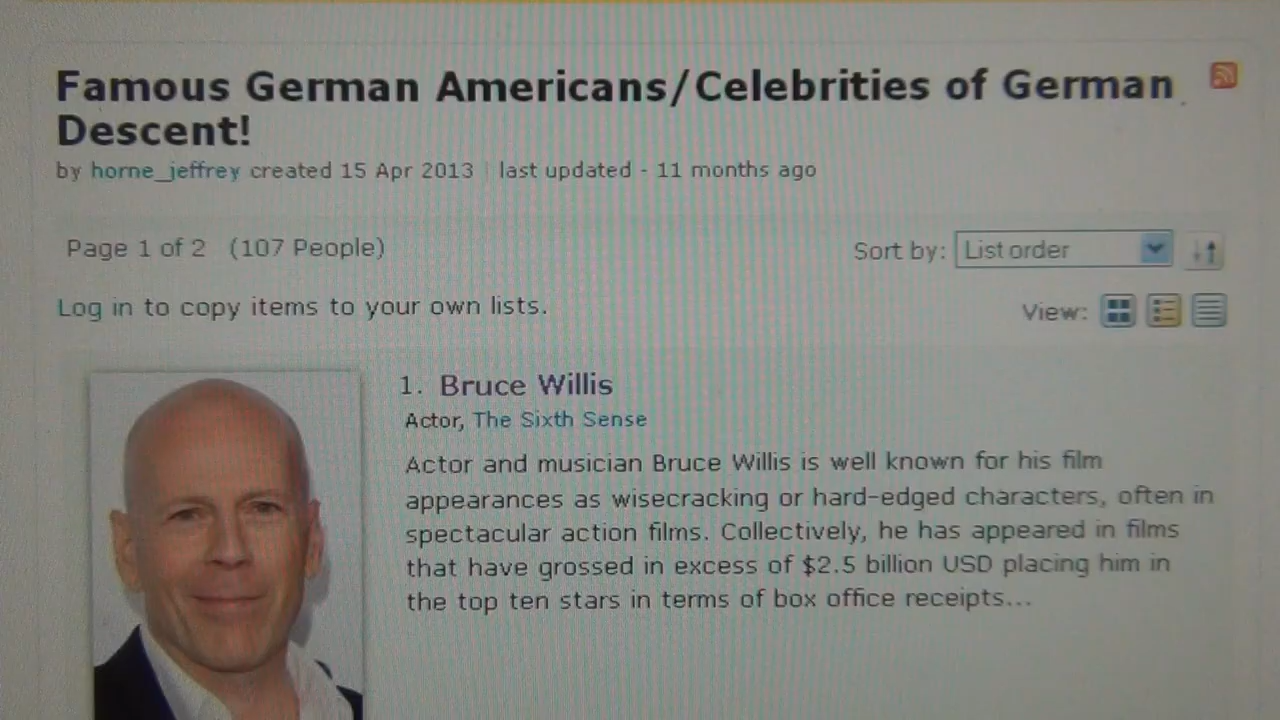 Famous German Americans/Celebrities of German
Descent!
by horne_jeffrey created 15 Apr 2013 | last updated - 11 months ago
Page 1 of 2 (107 People)
Sort by: List order
Log in to copy items to your own lists.
View:
1. Bruce Willis
Actor, The Sixth Sense
Actor and musician Bruce Willis is well known for his film
appearances as wisecracking or hard-edged characters, often in
spectacular action films. Collectively, he has appeared in films
that have grossed in excess of $2.5 billion USD placing him in
the top ten stars in terms of box office receipts...